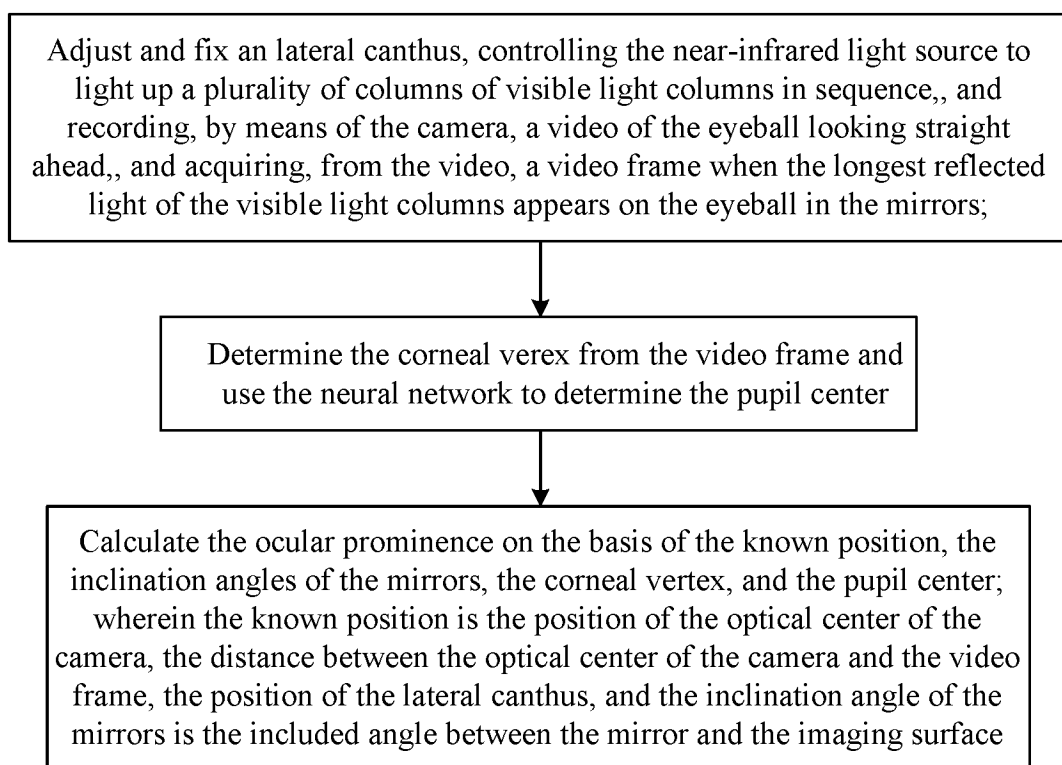 Adjust and fix an lateral canthus, controlling the near-infrared light source to
light up a plurality of columns of visible light columns in sequence,, and
recording, by means of the camera, a video of the eyeball looking straight
ahead,, and acquiring, from the video, a video frame when the longest reflected
light of the visible light columns appears on the eyeball in the mirrors;
Determine the corneal verex from the video frame and
use the neural network to determine the pupil center
Calculate the ocular prominence on the basis of the known position, the
inclination angles of the mirrors, the corneal vertex, and the pupil center;
wherein the known position is the position of the optical center of the
camera, the distance between the optical center of the camera and the video
frame, the position of the lateral canthus, and the inclination angle of the
mirrors is the included angle between the mirror and the imaging surface